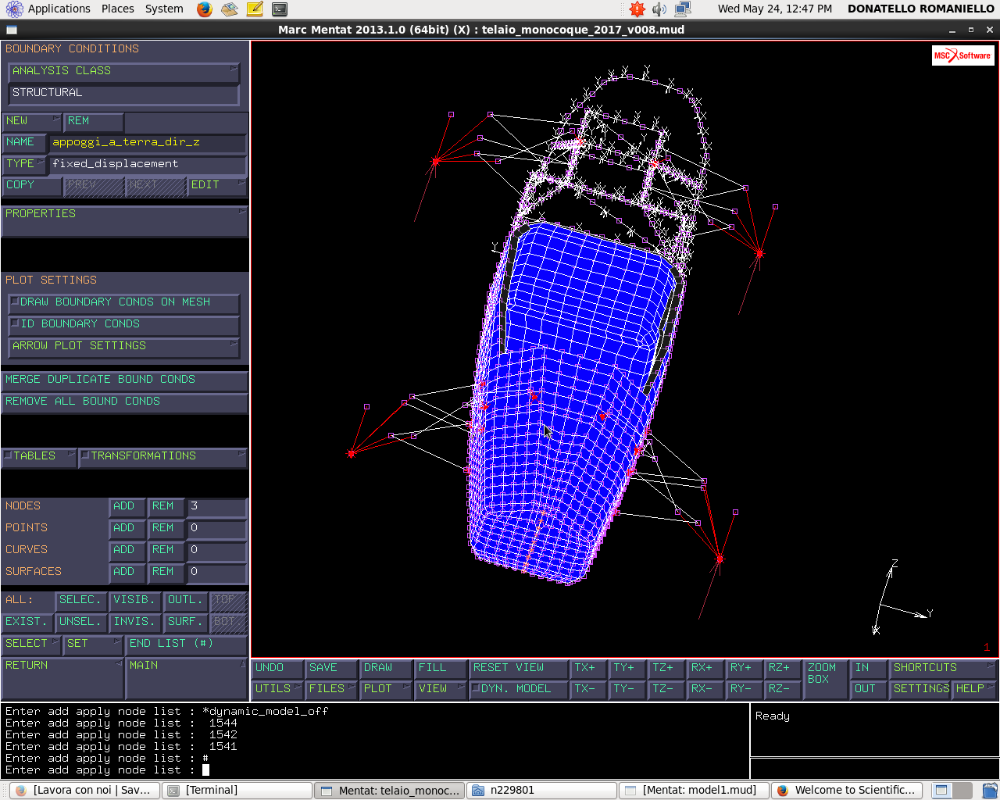 Applications Places System Wed May 24, 12:47 PM DONATELLO ROMANIELLO
Marc Mentat 2013.1.0 (64bit) (X) : telaio_monocoque_2017_v008.mud
BOUNDARY CONDITIONS
ANALYSIS CLASS
STRUCTURAL
NEW REM
NAME appoggi_a_terra_dir_z
TYPE fixed_displacement
COPY PREV NEXT EDIT
PROPERTIES
PLOT SETTINGS
DRAW BOUNDARY CONDS ON MESH
ID BOUNDARY CONDS
ARROW PLOT SETTINGS
MERGE DUPLICATE BOUND CONDS
REMOVE ALL BOUND CONDS
TABLES TRANSFORMATIONS
NODES ADD REM 3
POINTS ADD REM 0
CURVES ADD REM 0
SURFACES ADD REM 0
ALL: SELEC. VISIB. OUTL. TOP
EXIST. UNSEL. INVIS. SURF. BOT.
SELECT SET END LIST (#)
RETURN MAIN
MSC Software
Y
Z
Y
X
1
UNDO SAVE DRAW FILL RESET VIEW TX+ TY+ TZ+ RX+ RY+ RZ+ ZOOM BOX IN SHORTCUTS
UTILS FILES PLOT VIEW DYN. MODEL TX- TY- TZ- RX- RY- RZ- OUT SETTINGS HELP
Enter add apply node list : *dynamic_model_off
Enter add apply node list : 1544
Enter add apply node list : 1542
Enter add apply node list : 1541
Enter add apply node list : #
Enter add apply node list :
Ready
[Lavora con noi | Sav... [Terminal] Mentat: telaio_monoc... n229801 [Mentat: model1.mud] Welcome to Scientific...